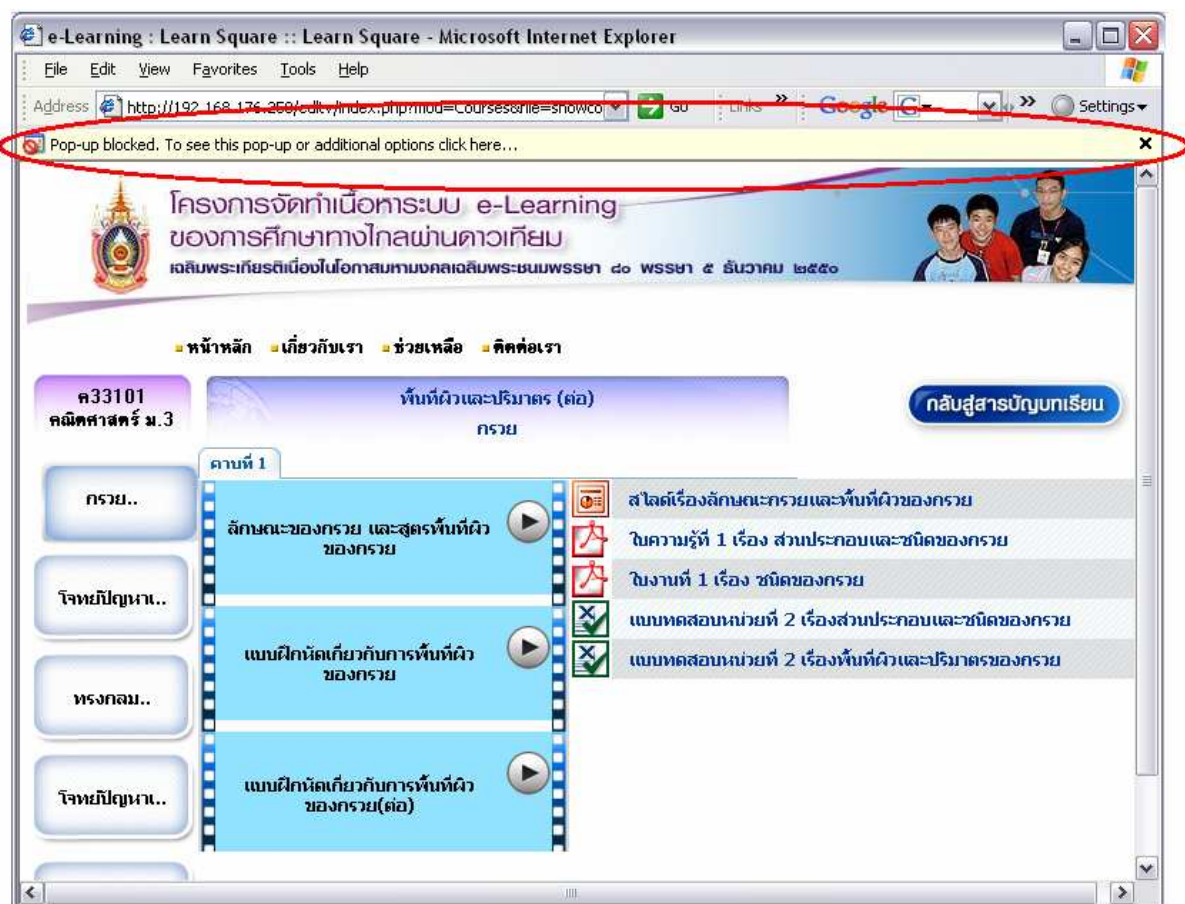 e-Learning : Learn Square :: Learn Square - Microsoft Internet Explorer
File Edit View Favorites Tools Help
Address http://192.168.176.250/edltv/index.php?mod=Courses&file=showco Go Links » Google G » Settings
Pop-up blocked. To see this pop-up or additional options click here...
โครงการจัดทำเนื้อหาระบบ e-Learning
ของการศึกษาทางไกลผ่านดาวเทียม
เฉลิมพระเกียรติเนื่องในโอกาสมหามงคลเฉลิมพระชนมพรรษา ๘๐ พรรษา ๕ ธันวาคม ๒๕๕๐
หน้าหลัก เกี่ยวกับเรา ช่วยเหลือ ติดต่อเรา
ค33101
คณิตศาสตร์ ม.3
พื้นที่ผิวและปริมาตร (ต่อ)
กรวย
กลับสู่สารบัญบทเรียน
คาบที่ 1
กรวย..
โจทย์ปัญหาเ..
ทรงกลม..
โจทย์ปัญหาเ..
ลักษณะของกรวย และสูตรพื้นที่ผิว
ของกรวย
แบบฝึกหัดเกี่ยวกับการพื้นที่ผิว
ของกรวย
แบบฝึกหัดเกี่ยวกับการพื้นที่ผิว
ของกรวย(ต่อ)
สไลด์เรื่องลักษณะกรวยและพื้นที่ผิวของกรวย
ใบความรู้ที่ 1 เรื่อง ส่วนประกอบและชนิดของกรวย
ใบงานที่ 1 เรื่อง ชนิดของกรวย
แบบทดสอบหน่วยที่ 2 เรื่องส่วนประกอบและชนิดของกรวย
แบบทดสอบหน่วยที่ 2 เรื่องพื้นที่ผิวและปริมาตรของกรวย